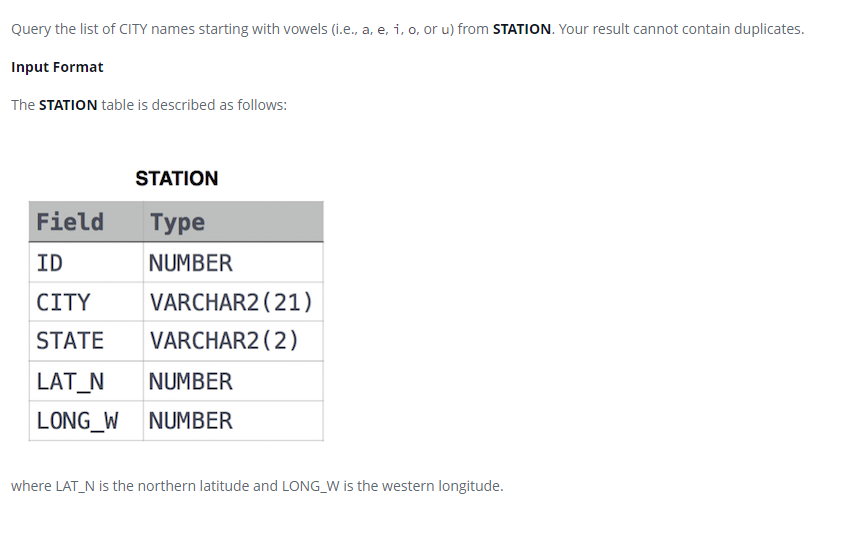 Query the list of CITY names starting with vowels (i.e., a, e, i, o, or u) from STATION. Your result cannot contain duplicates.
Input Format
The STATION table is described as follows:
STATION
Field Type
ID NUMBER
CITY VARCHAR2(21)
STATE VARCHAR2(2)
LAT_N NUMBER
LONG_W NUMBER
where LAT_N is the northern latitude and LONG_W is the western longitude.